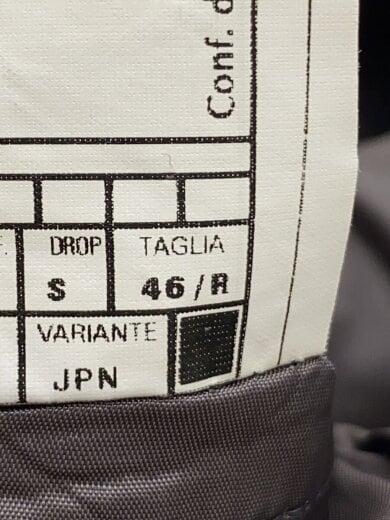 Conf. d
DROP TAGLIA
S 46/R
VARIANTE
JPN